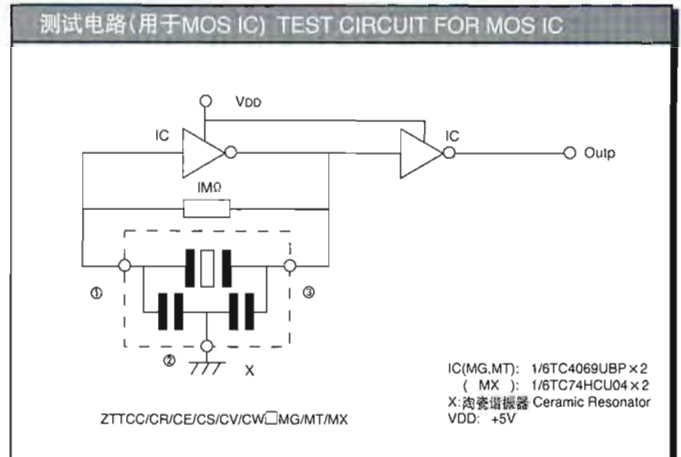 测试电路(用于MOS IC) TEST CIRCUIT FOR MOS IC
VDD
IC
IC
Outp
IMΩ
①
③
②
X
IC(MG,MT): 1/6TC4069UBP×2
( MX ): 1/6TC74HCU04×2
X:陶瓷谐振器 Ceramic Resonator
VDD: +5V
ZTTCC/CR/CE/CS/CV/CW□MG/MT/MX